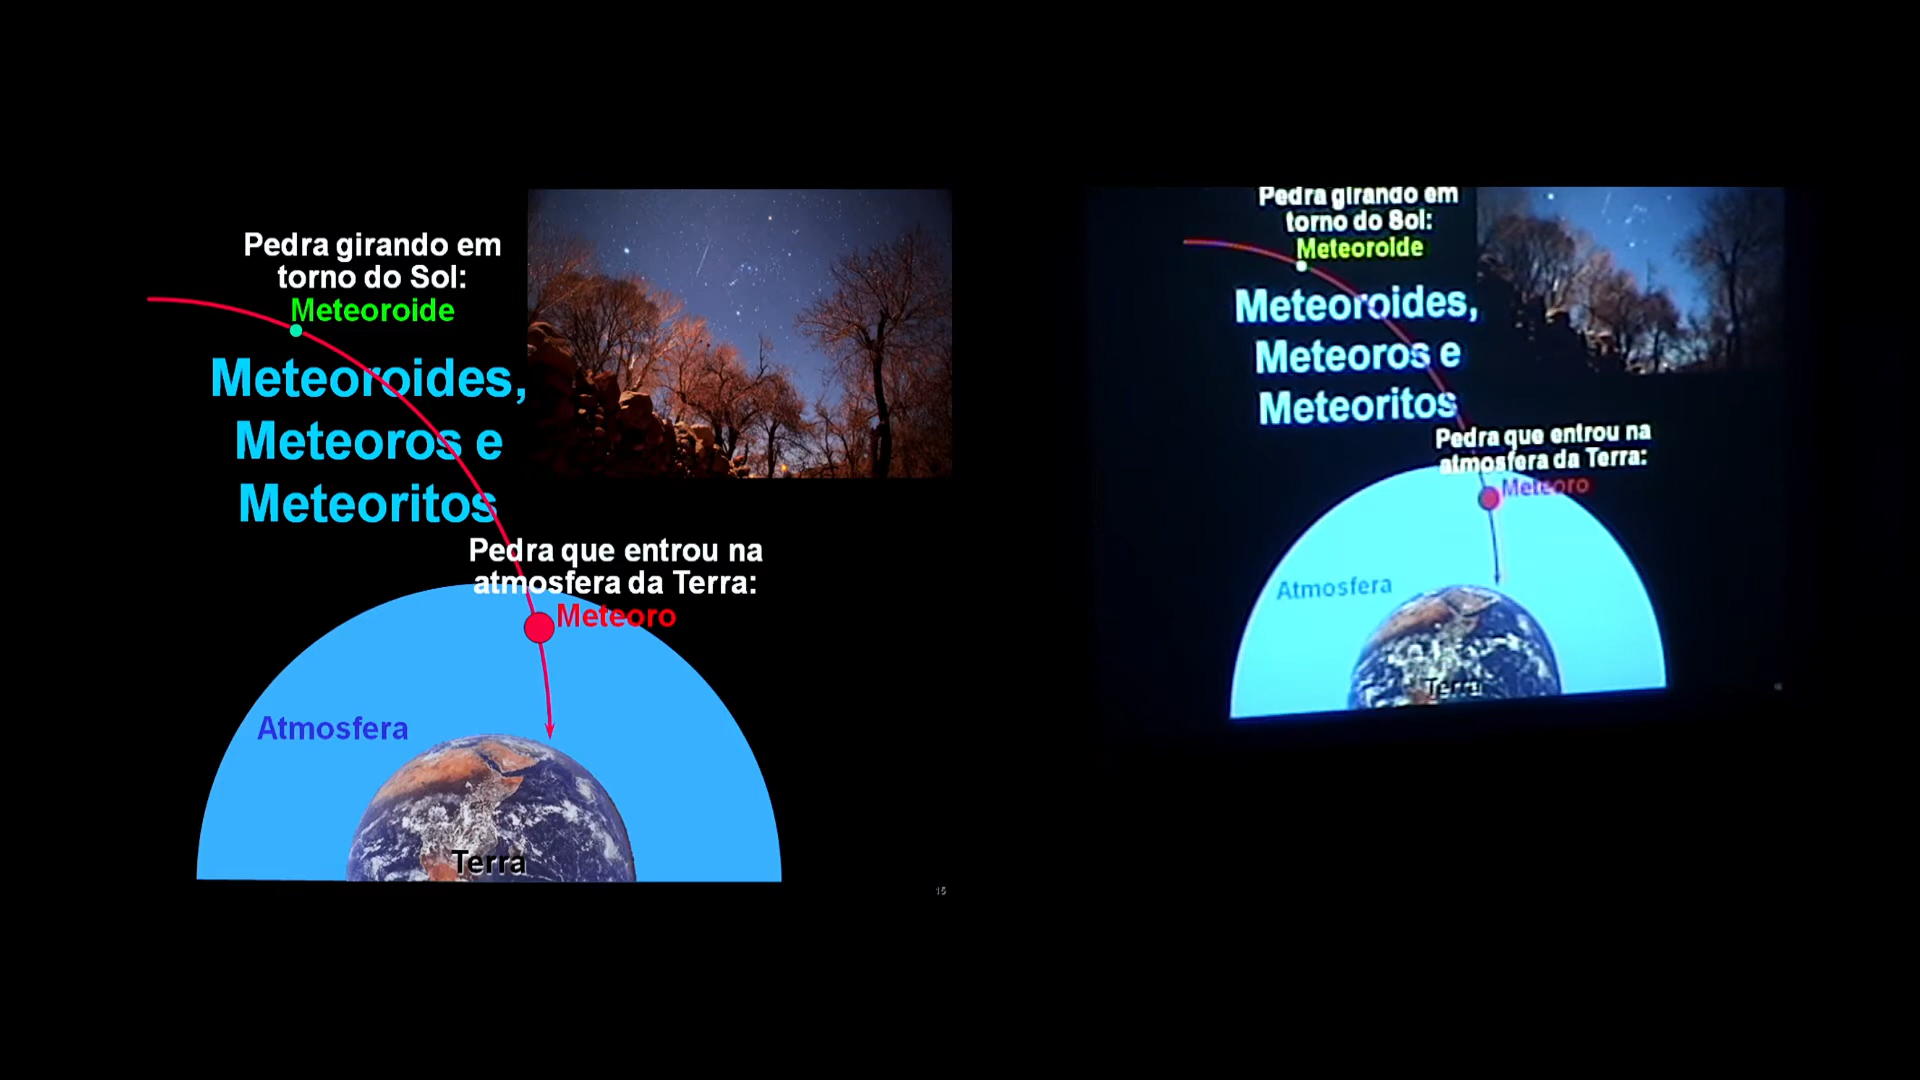 Pedra girando em
torno do Sol:
Meteoroide
Meteoroides,
Meteoros e
Meteoritos
Pedra que entrou na
atmosfera da Terra:
Meteoro
Atmosfera
Terra
15
Pedra girando em
torno do Sol:
Meteoroide
Meteoroides,
Meteoros e
Meteoritos
Pedra que entrou na
atmosfera da Terra:
Meteoro
Atmosfera
Terra